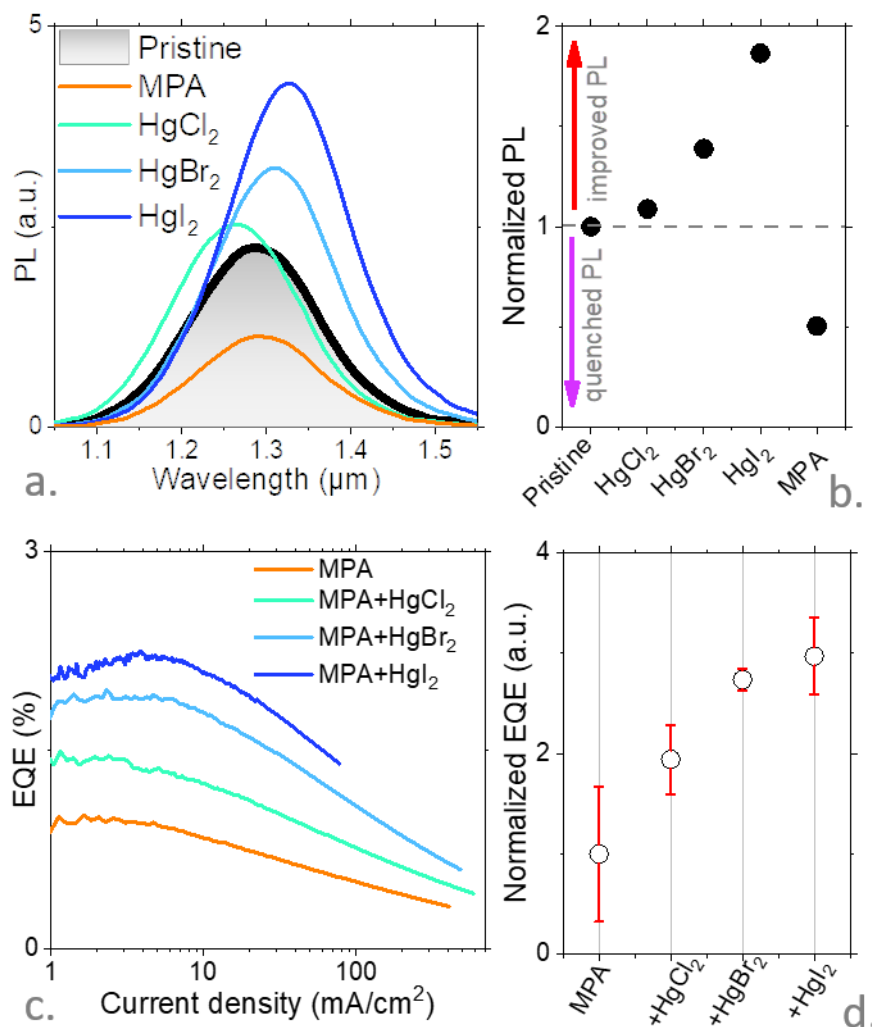 5
Pristine
MPA
HgCl₂
HgBr₂
HgI₂
PL (a.u.)
0
1.1
1.2
1.3
1.4
1.5
Wavelength (µm)
a.
2
1
0
Normalized PL
improved PL
quenched PL
Pristine
HgCl₂
HgBr₂
HgI₂
MPA
b.
3
MPA
MPA+HgCl₂
MPA+HgBr₂
MPA+HgI₂
EQE (%)
0
1
10
100
Current density (mA/cm²)
c.
4
2
0
Normalized EQE (a.u.)
MPA
+HgCl₂
+HgBr₂
+HgI₂
d.